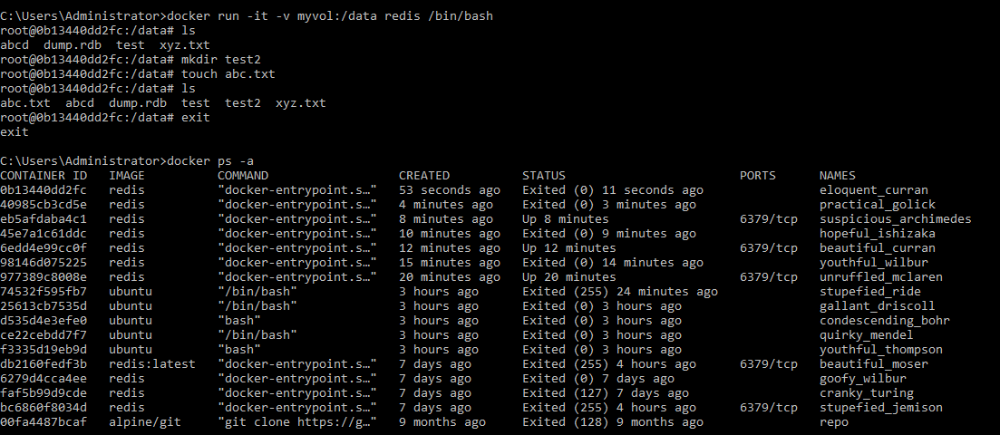 C:\Users\Administrator>docker run -it -v myvol:/data redis /bin/bash
root@0b13440dd2fc:/data# ls
abcd  dump.rdb  test  xyz.txt
root@0b13440dd2fc:/data# mkdir test2
root@0b13440dd2fc:/data# touch abc.txt
root@0b13440dd2fc:/data# ls
abc.txt  abcd  dump.rdb  test  test2  xyz.txt
root@0b13440dd2fc:/data# exit
exit
C:\Users\Administrator>docker ps -a
CONTAINER ID   IMAGE          COMMAND                  CREATED          STATUS                        PORTS      NAMES
0b13440dd2fc   redis          "docker-entrypoint.s…"   53 seconds ago   Exited (0) 11 seconds ago                eloquent_curran
40985cb3cd5e   redis          "docker-entrypoint.s…"   4 minutes ago    Exited (0) 3 minutes ago                 practical_golick
eb5afdaba4c1   redis          "docker-entrypoint.s…"   8 minutes ago    Up 8 minutes                  6379/tcp   suspicious_archimedes
45e7a1c61ddc   redis          "docker-entrypoint.s…"   10 minutes ago   Exited (0) 9 minutes ago                 hopeful_ishizaka
6edd4e99cc0f   redis          "docker-entrypoint.s…"   12 minutes ago   Up 12 minutes                 6379/tcp   beautiful_curran
98146d075225   redis          "docker-entrypoint.s…"   15 minutes ago   Exited (0) 14 minutes ago                youthful_wilbur
977389c8008e   redis          "docker-entrypoint.s…"   20 minutes ago   Up 20 minutes                 6379/tcp   unruffled_mclaren
74532f595fb7   ubuntu         "/bin/bash"              3 hours ago      Exited (255) 24 minutes ago              stupefied_ride
25613cb7535d   ubuntu         "/bin/bash"              3 hours ago      Exited (0) 3 hours ago                   gallant_driscoll
d535d4e3efe0   ubuntu         "bash"                   3 hours ago      Exited (0) 3 hours ago                   condescending_bohr
ce22cebdd7f7   ubuntu         "/bin/bash"              3 hours ago      Exited (0) 3 hours ago                   quirky_mendel
f3335d19eb9d   ubuntu         "bash"                   3 hours ago      Exited (0) 3 hours ago                   youthful_thompson
db2160fedf3b   redis:latest   "docker-entrypoint.s…"   7 days ago       Exited (255) 4 hours ago      6379/tcp   beautiful_moser
6279d4cca4ee   redis          "docker-entrypoint.s…"   7 days ago       Exited (0) 7 days ago                    goofy_wilbur
faf5b99d9cde   redis          "docker-entrypoint.s…"   7 days ago       Exited (127) 7 days ago                  cranky_turing
bc6860f8034d   redis          "docker-entrypoint.s…"   7 days ago       Exited (255) 4 hours ago      6379/tcp   stupefied_jemison
00fa4487bcaf   alpine/git     "git clone https://g…"   9 months ago     Exited (128) 9 months ago                repo